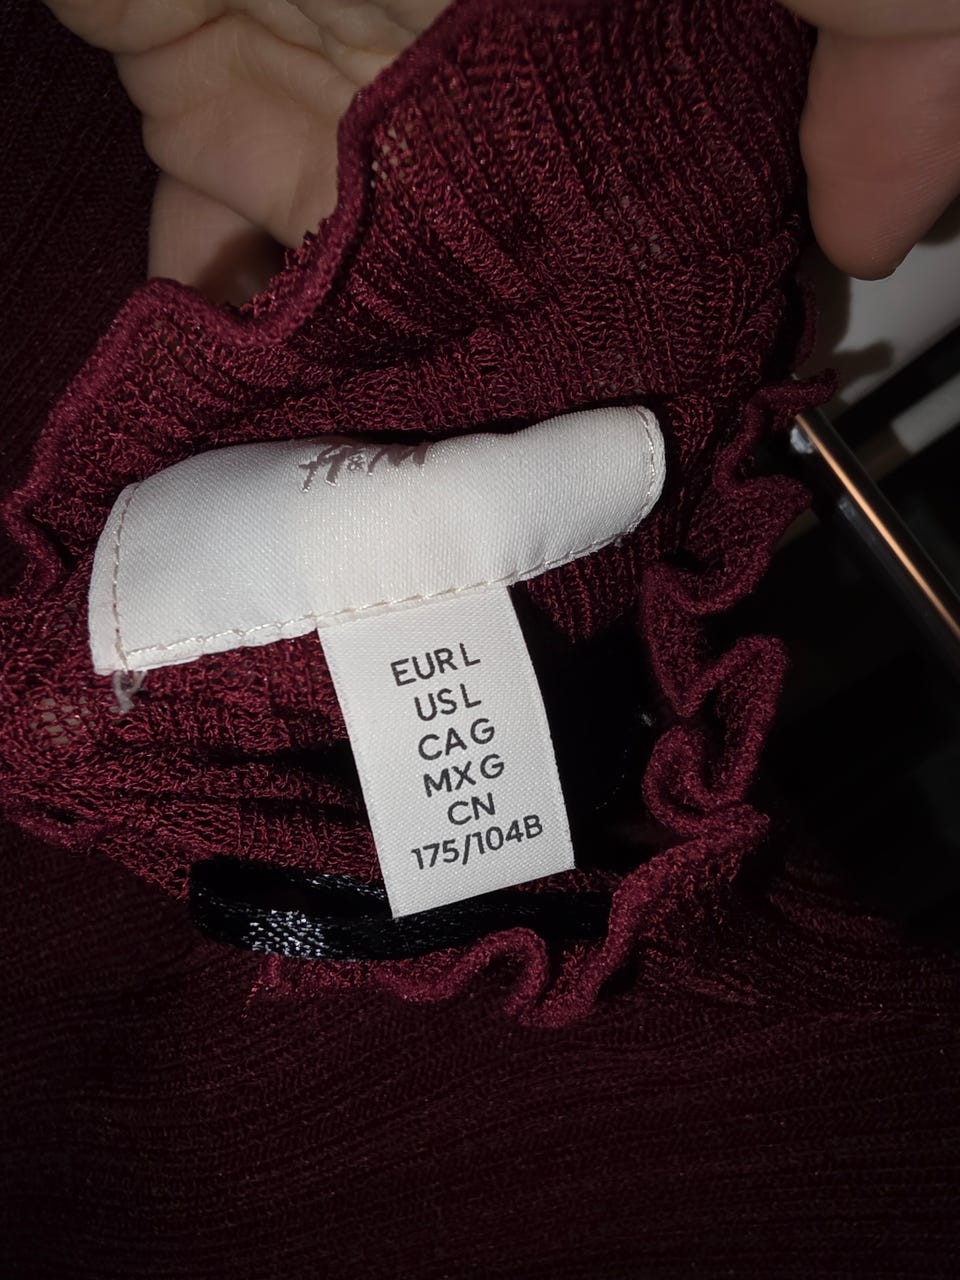 H&M
EUR L
US L
CA G
MX G
CN
175/104B